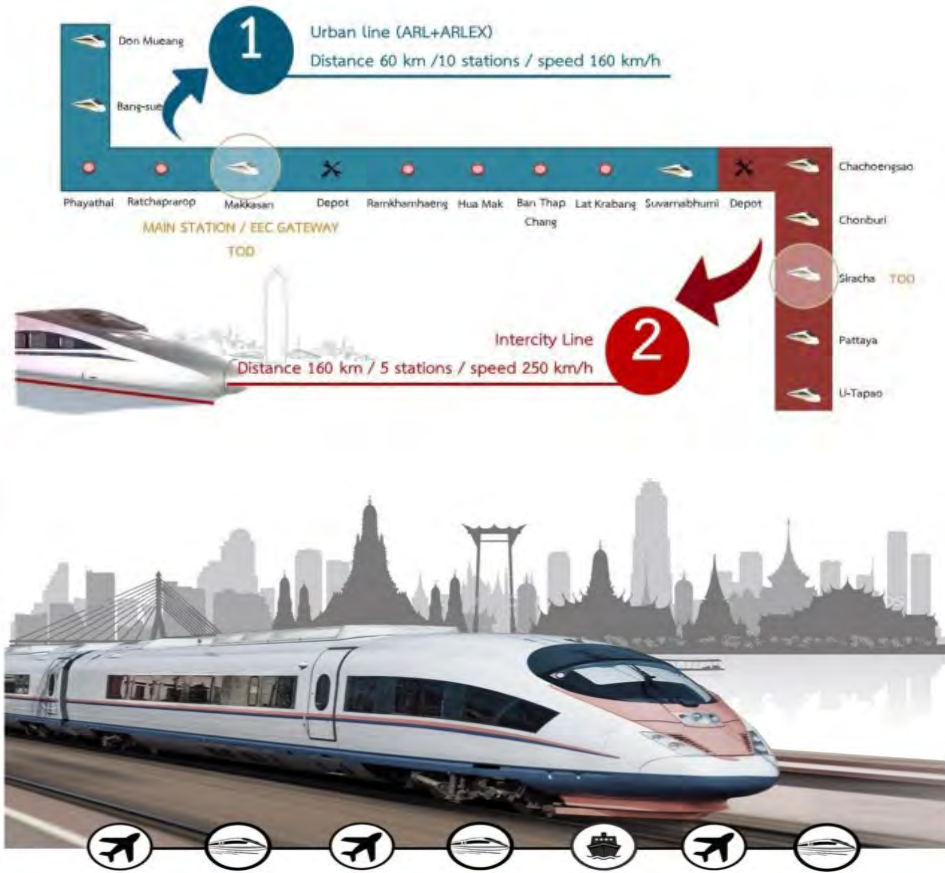 Don Mueang
1
Urban line (ARL+ARLEX)
Distance 60 km /10 stations / speed 160 km/h
Bang-sue
Phayathai
Ratchaprarop
Makkasan
Depot
Ramkhamhaeng
Hua Mak
Ban Thap
Chang
Lat Krabang
Suvarnabhumi
Depot
Chachoengsao
MAIN STATION / EEC GATEWAY
TOD
Chonburi
Siracha TOD
Intercity Line
2
Distance 160 km / 5 stations / speed 250 km/h
Pattaya
U-Tapao